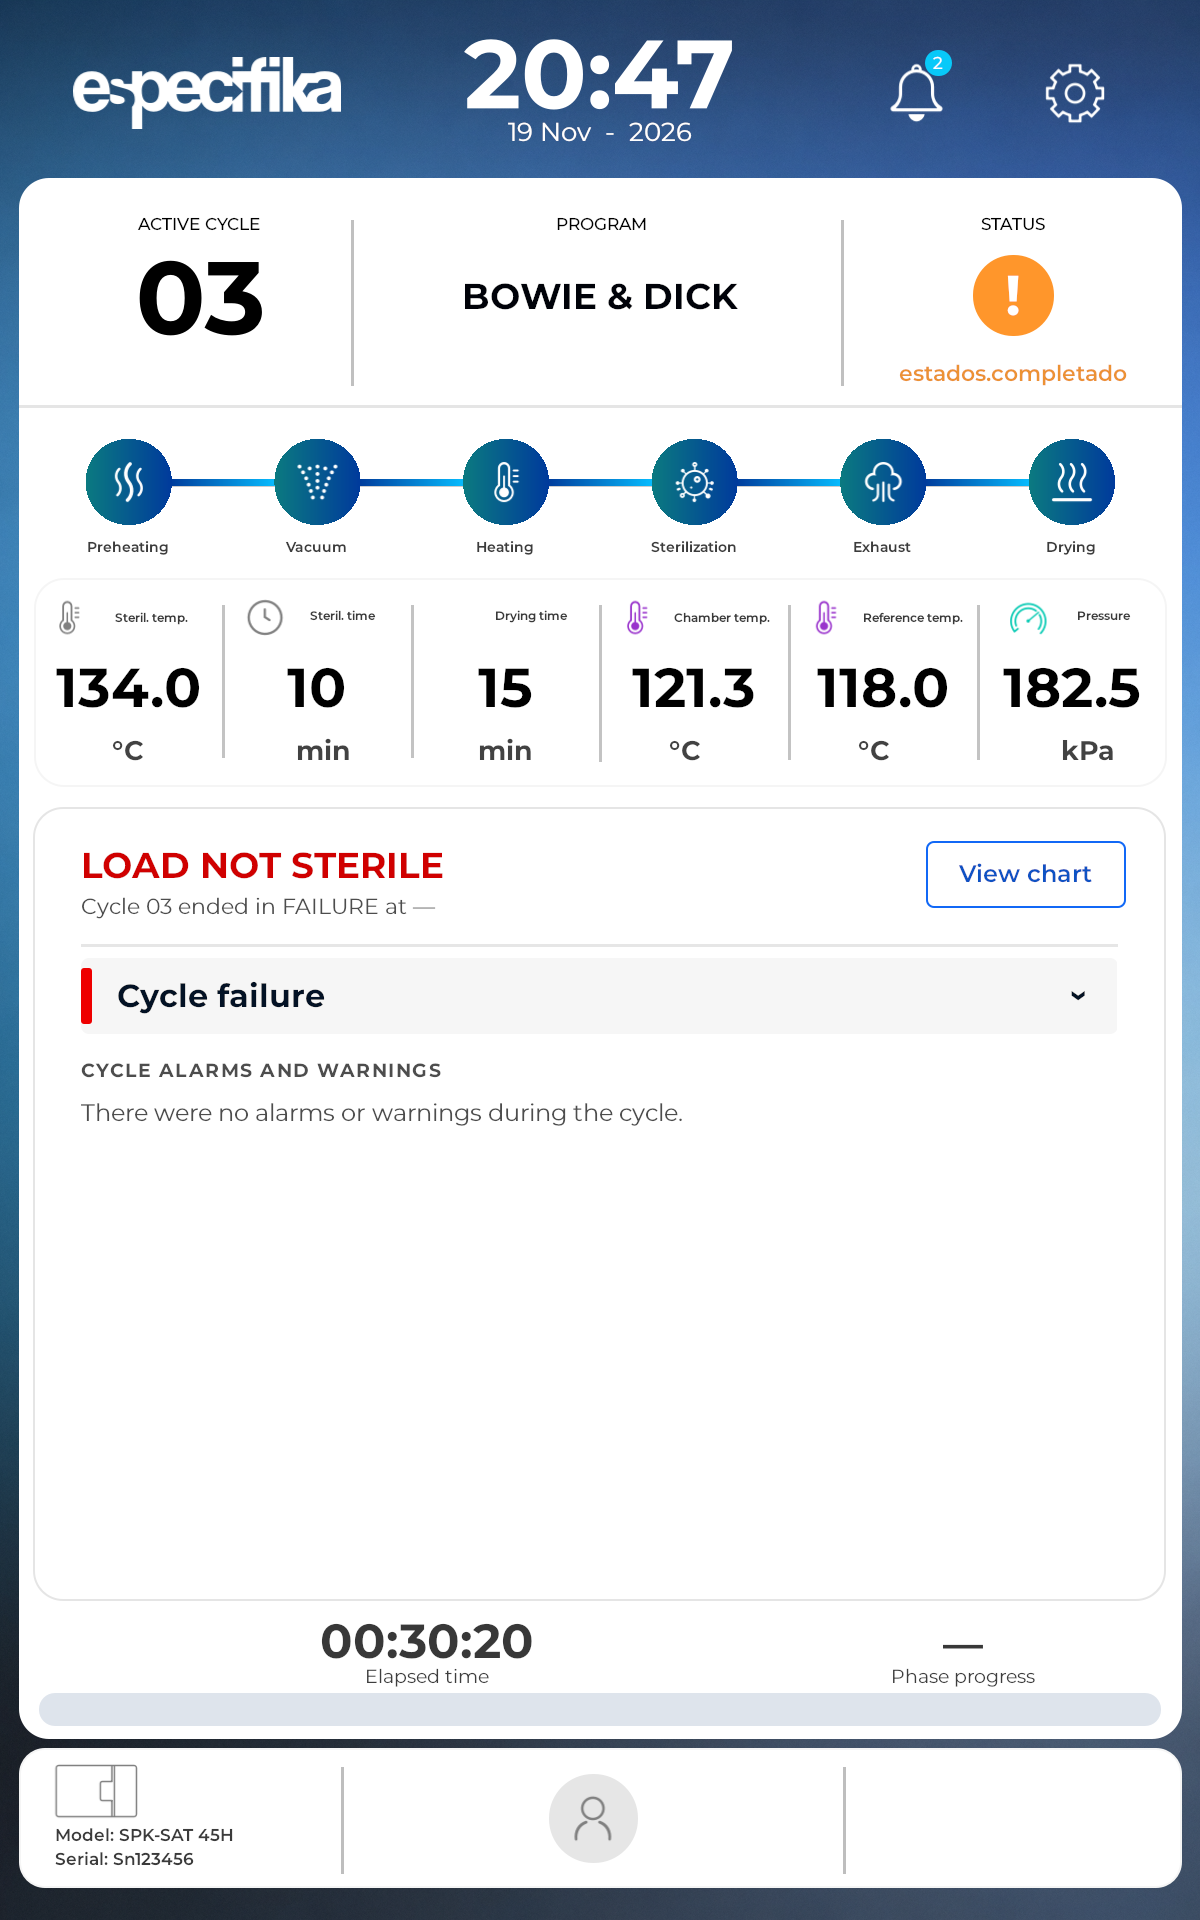 e-specifika
20:47
19 Nov - 2026
2
ACTIVE CYCLE
03
PROGRAM
BOWIE & DICK
STATUS
!
estados.completado
Preheating
Vacuum
Heating
Sterilization
Exhaust
Drying
Steril. temp.
134.0
°C
Steril. time
10
min
Drying time
15
min
Chamber temp.
121.3
°C
Reference temp.
118.0
°C
Pressure
182.5
kPa
LOAD NOT STERILE
Cycle 03 ended in FAILURE at —
View chart
Cycle failure
CYCLE ALARMS AND WARNINGS
There were no alarms or warnings during the cycle.
00:30:20
Elapsed time
—
Phase progress
Model: SPK-SAT 45H
Serial: Sn123456